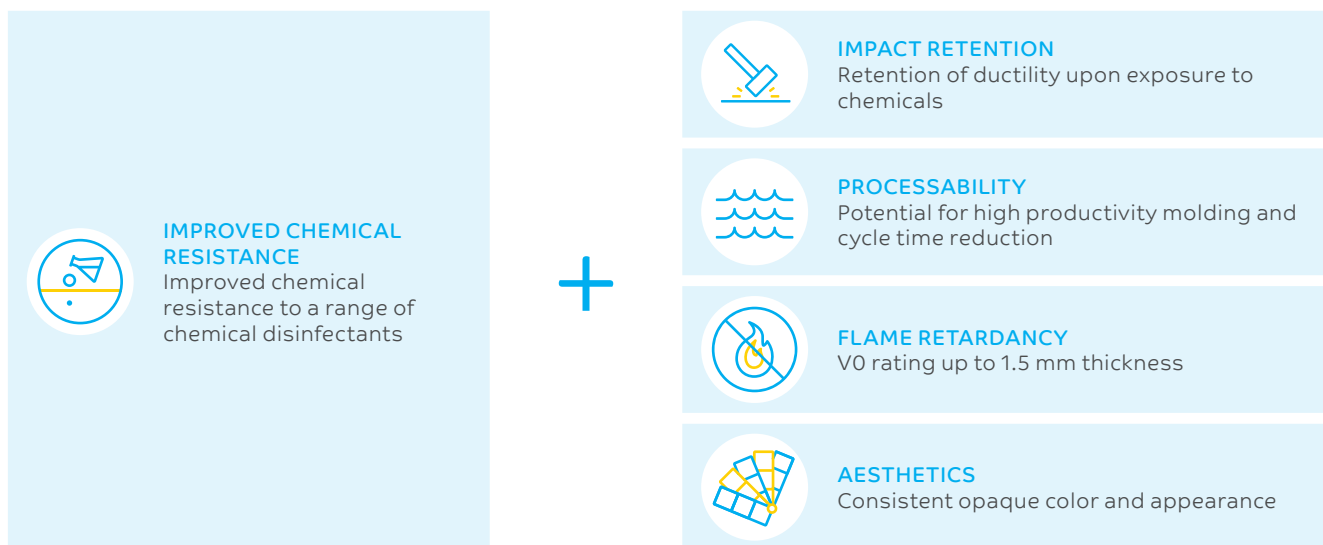 IMPROVED CHEMICAL
RESISTANCE
Improved chemical
resistance to a range of
chemical disinfectants
+
IMPACT RETENTION
Retention of ductility upon exposure to
chemicals
PROCESSABILITY
Potential for high productivity molding and
cycle time reduction
FLAME RETARDANCY
V0 rating up to 1.5 mm thickness
AESTHETICS
Consistent opaque color and appearance